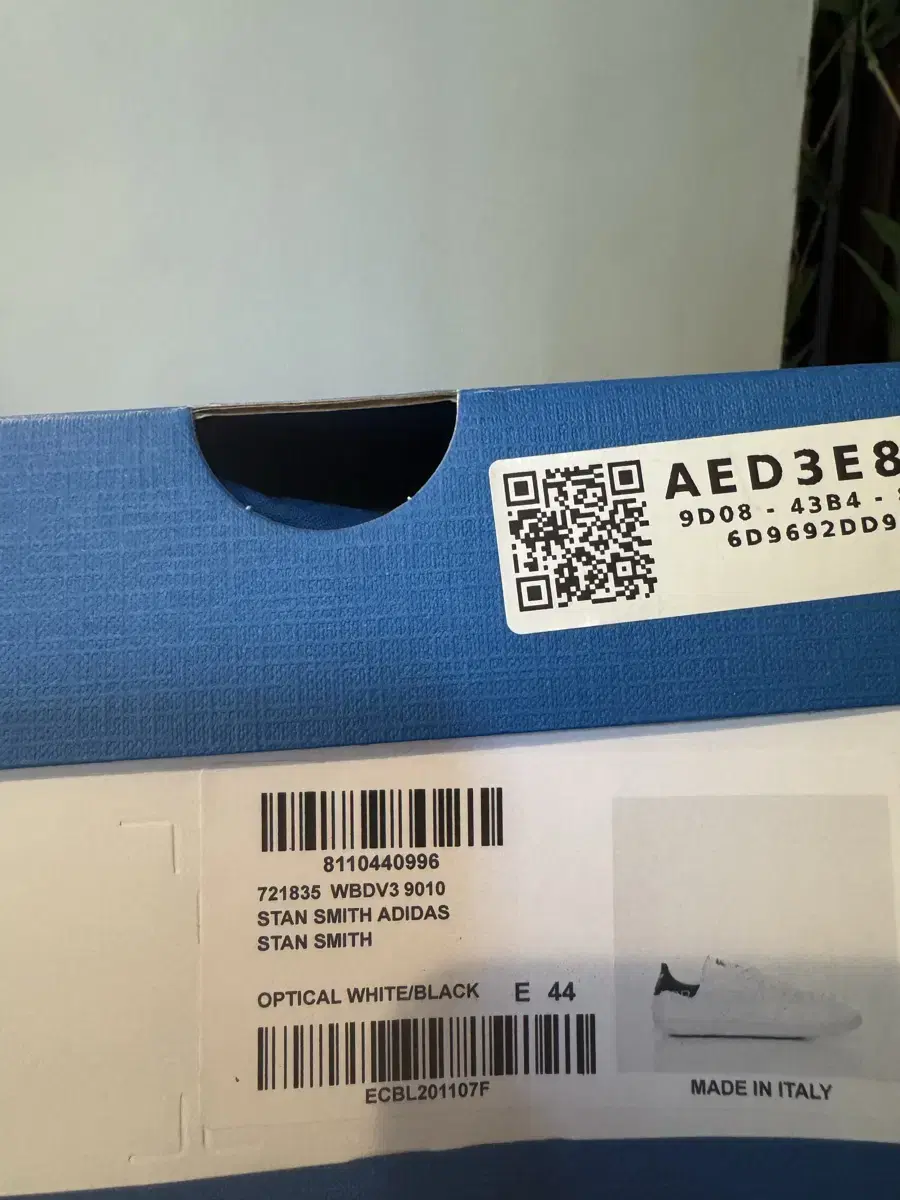 AED3E8
9D08 - 43B4 -
6D9692DD9
8110440996
721835 WBDV3 9010
STAN SMITH ADIDAS
STAN SMITH
OPTICAL WHITE/BLACK E 44
ECBL201107F
MADE IN ITALY